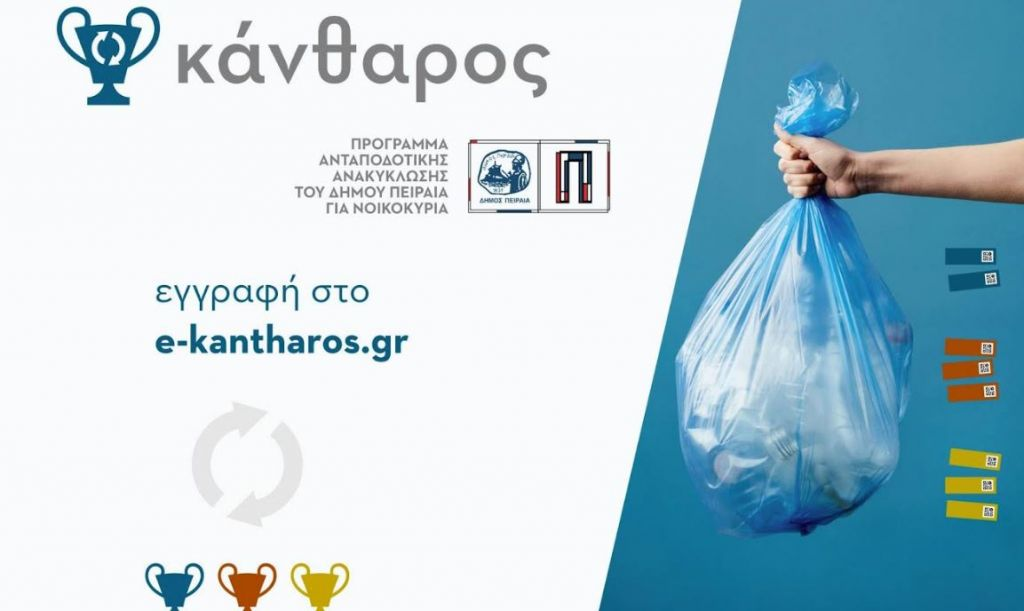 κάνθαρος
ΠΡΟΓΡΑΜΜΑ
ΑΝΤΑΠΟΔΟΤΙΚΗΣ
ΑΝΑΚΥΚΛΩΣΗΣ
ΤΟΥ ΔΗΜΟΥ ΠΕΙΡΑΙΑ
ΓΙΑ ΝΟΙΚΟΚΥΡΙΑ
ΔΗΜΟΣ ΠΕΙΡΑΙΑ
εγγραφή στο
e-kantharos.gr